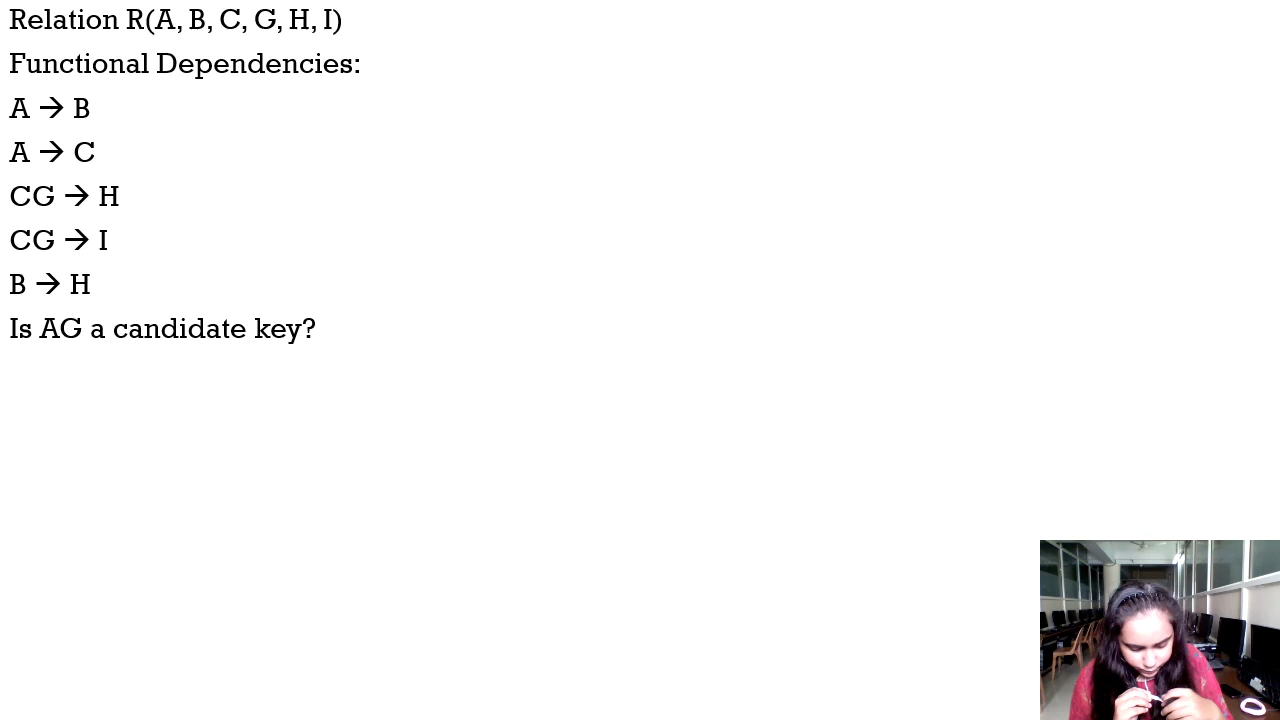 Relation R(A, B, C, G, H, I)
Functional Dependencies:
A → B
A → C
CG → H
CG → I
B → H
Is AG a candidate key?